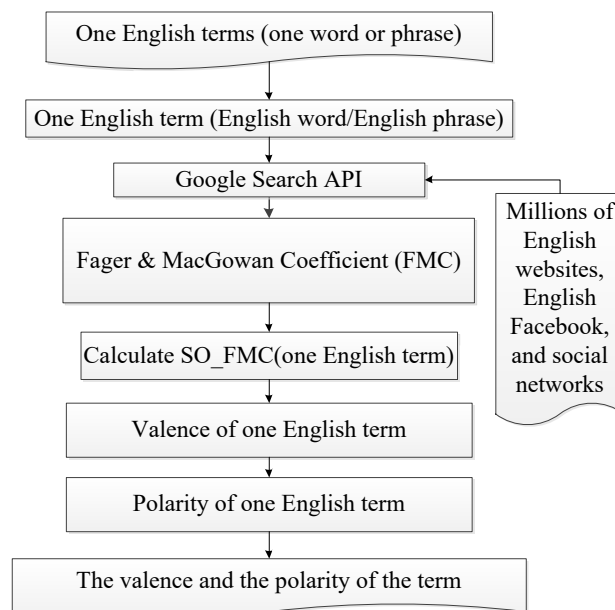 One English terms (one word or phrase)
One English term (English word/English phrase)
Google Search API
Millions of
English
websites,
English
Facebook,
and social
networks
Fager & MacGowan Coefficient (FMC)
Calculate SO_FMC(one English term)
Valence of one English term
Polarity of one English term
The valence and the polarity of the term